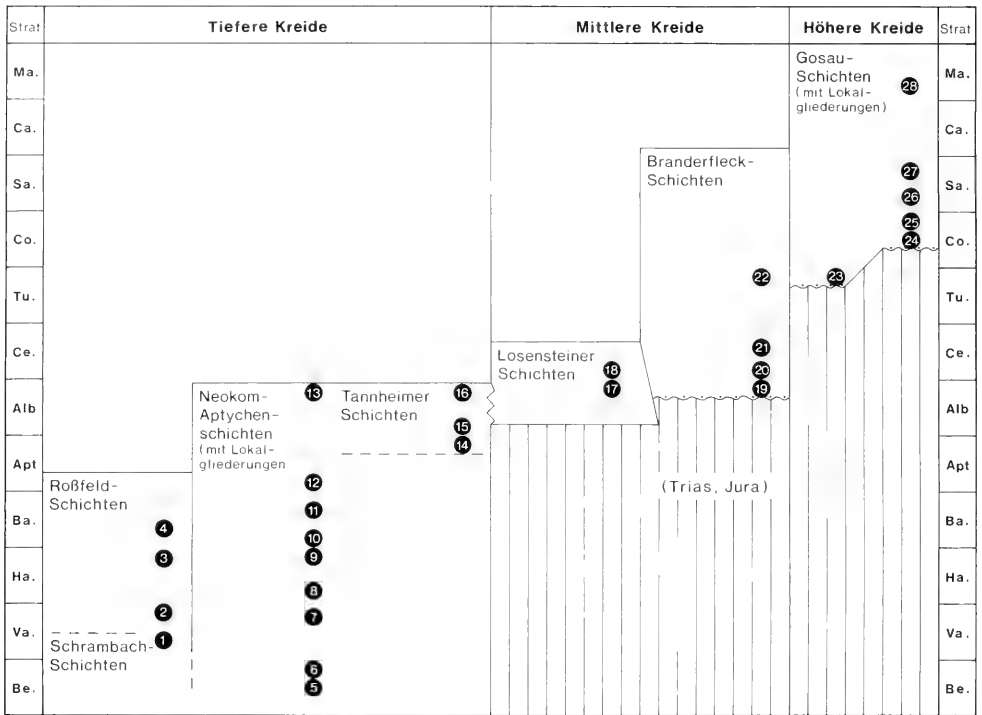 Strat Tiefere Kreide Mittlere Kreide Höhere Kreide Strat
Ma.
Ca.
Sa.
Co.
Tu.
Ce.
Alb
Apt
Ba.
Ha.
Va.
Be.
Roßfeld-
Schichten
4
3
2
1
Schrambach-
Schichten
Neokom-
Aptychen-
schichten
(mit Lokal-
gliederungen
13
12
11
10
9
8
7
6
5
Tannheimer
Schichten
16
15
14
Losensteiner
Schichten
18
17
Branderfleck-
Schichten
22
21
20
19
(Trias, Jura)
Gosau-
Schichten
(mit Lokal-
gliederungen)
28
27
26
25
24
23
Ma.
Ca.
Sa.
Co.
Tu.
Ce.
Alb
Apt
Ba.
Ha.
Va.
Be.